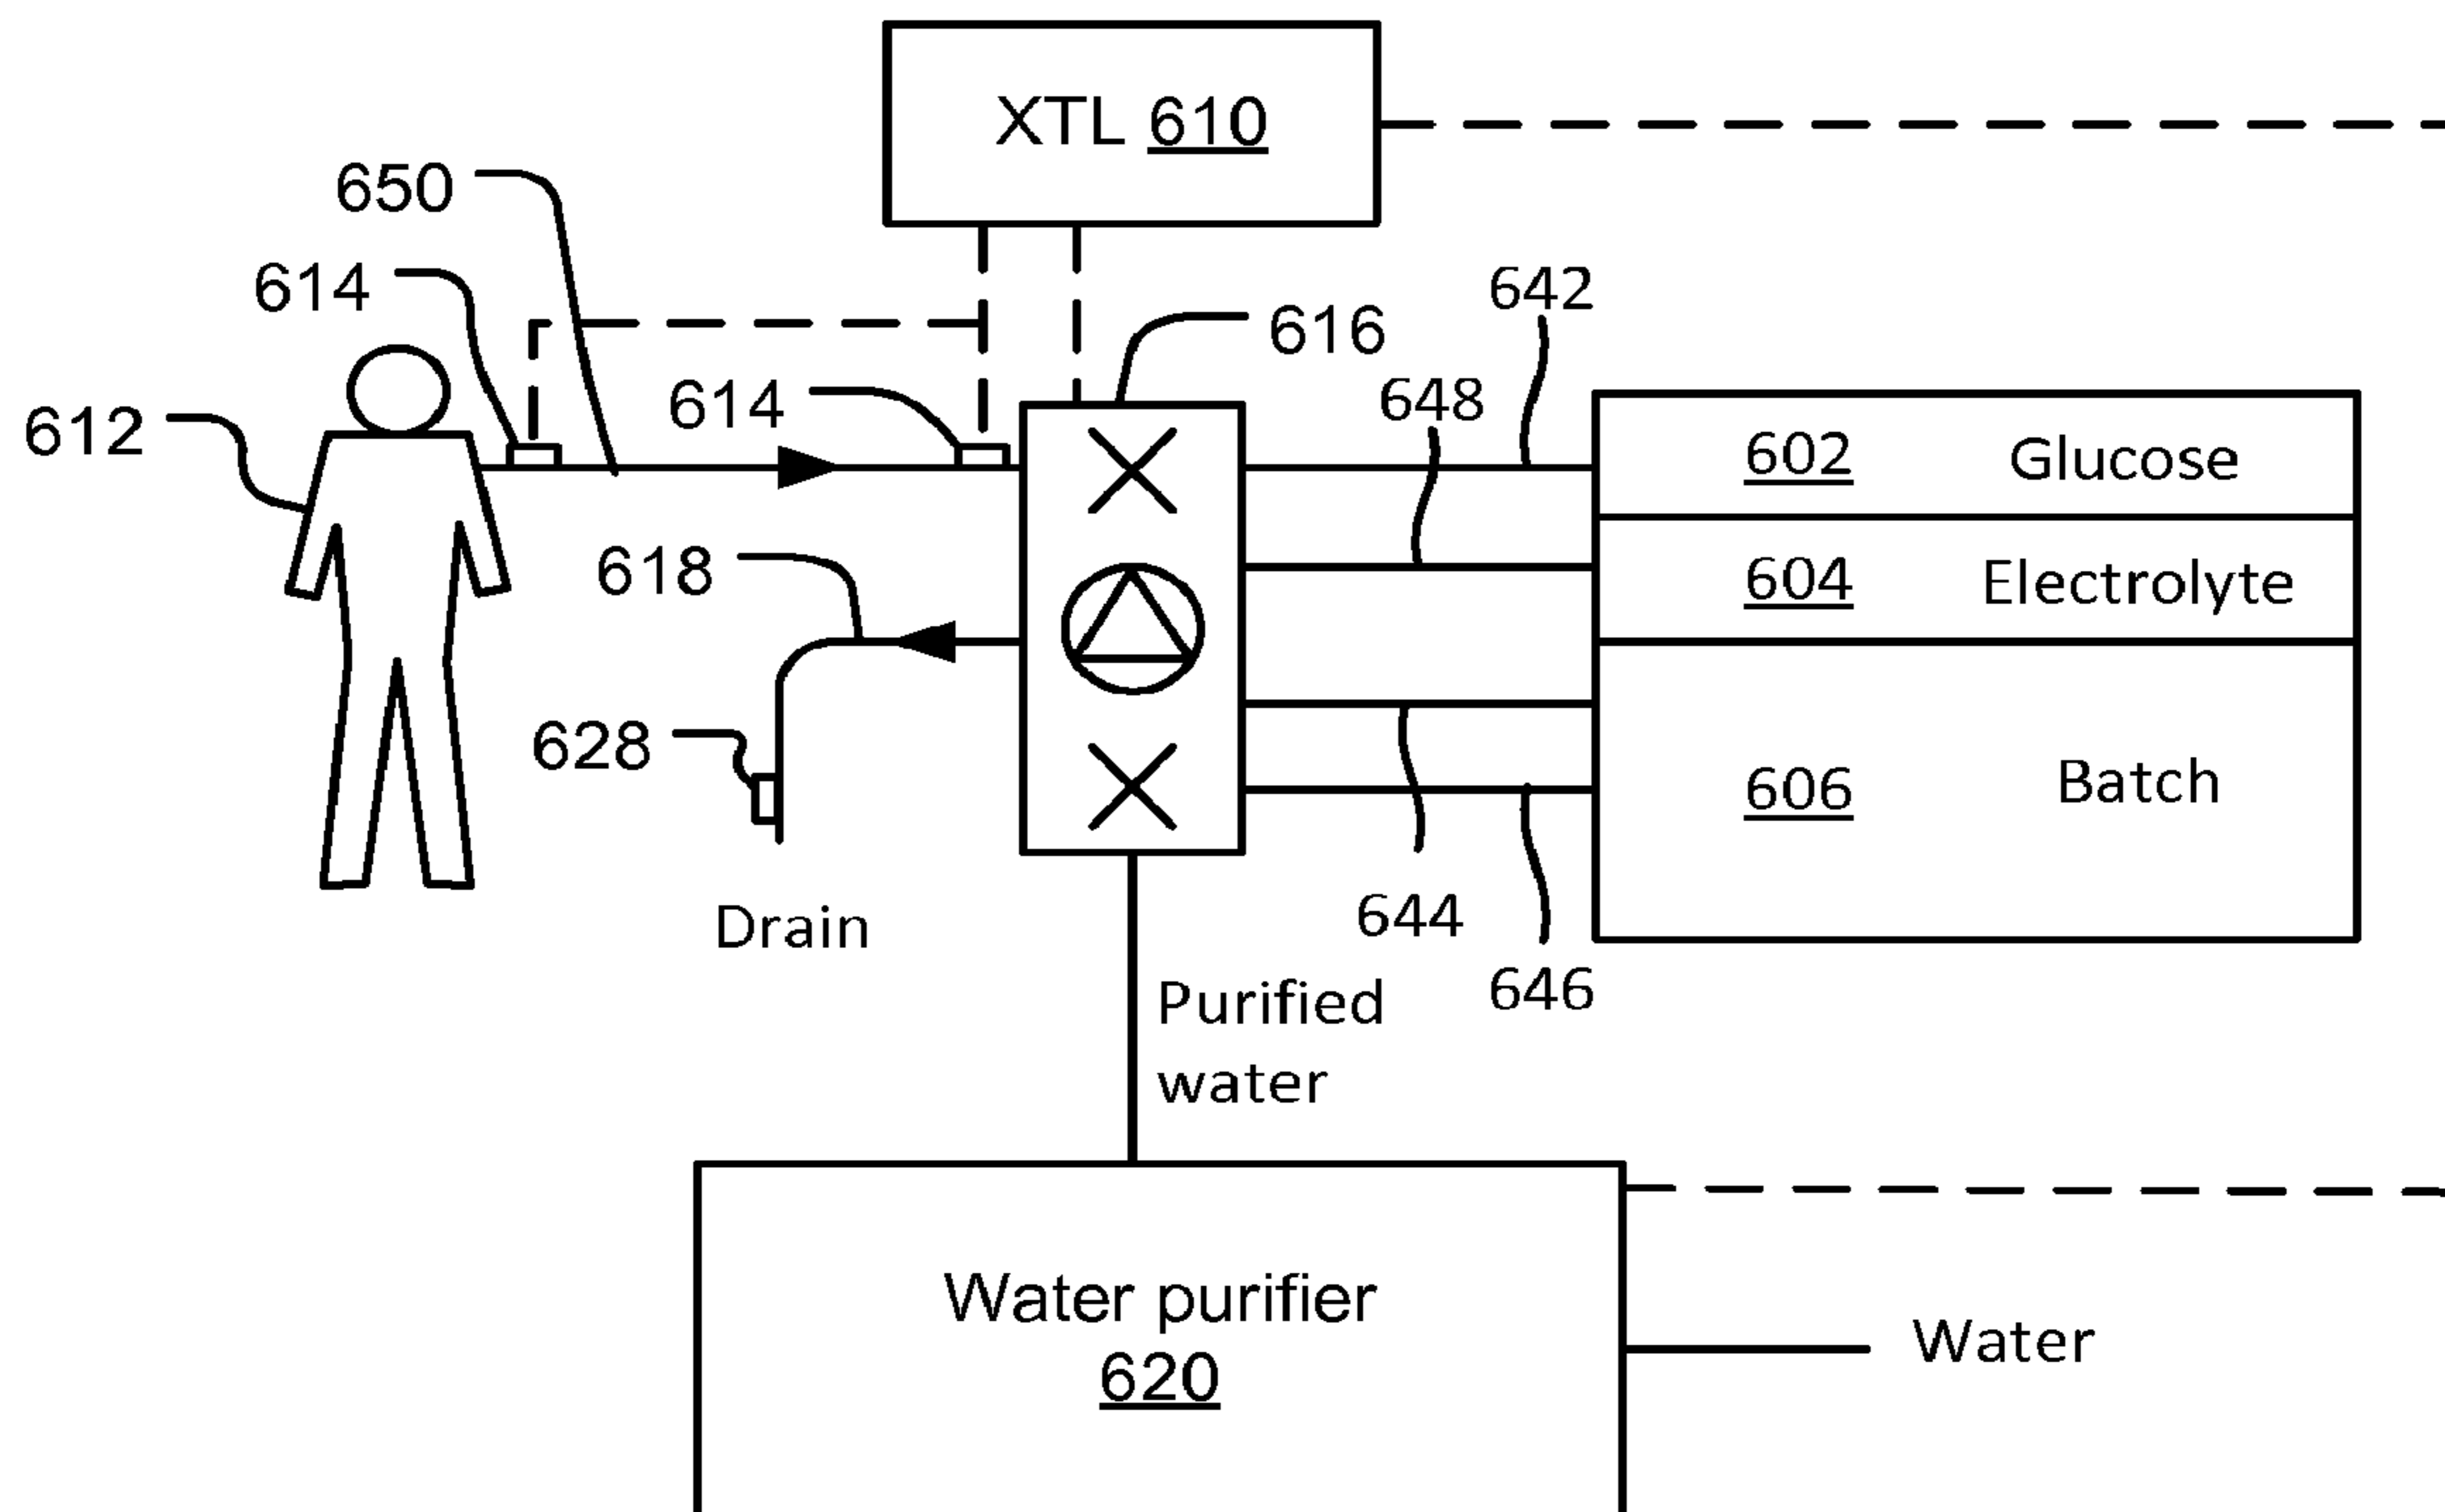 XTL 610
650
614
642
616
648
614
612
602 Glucose
618
604 Electrolyte
628
606 Batch
644
Drain
646
Purified
water
Water purifier
620
Water